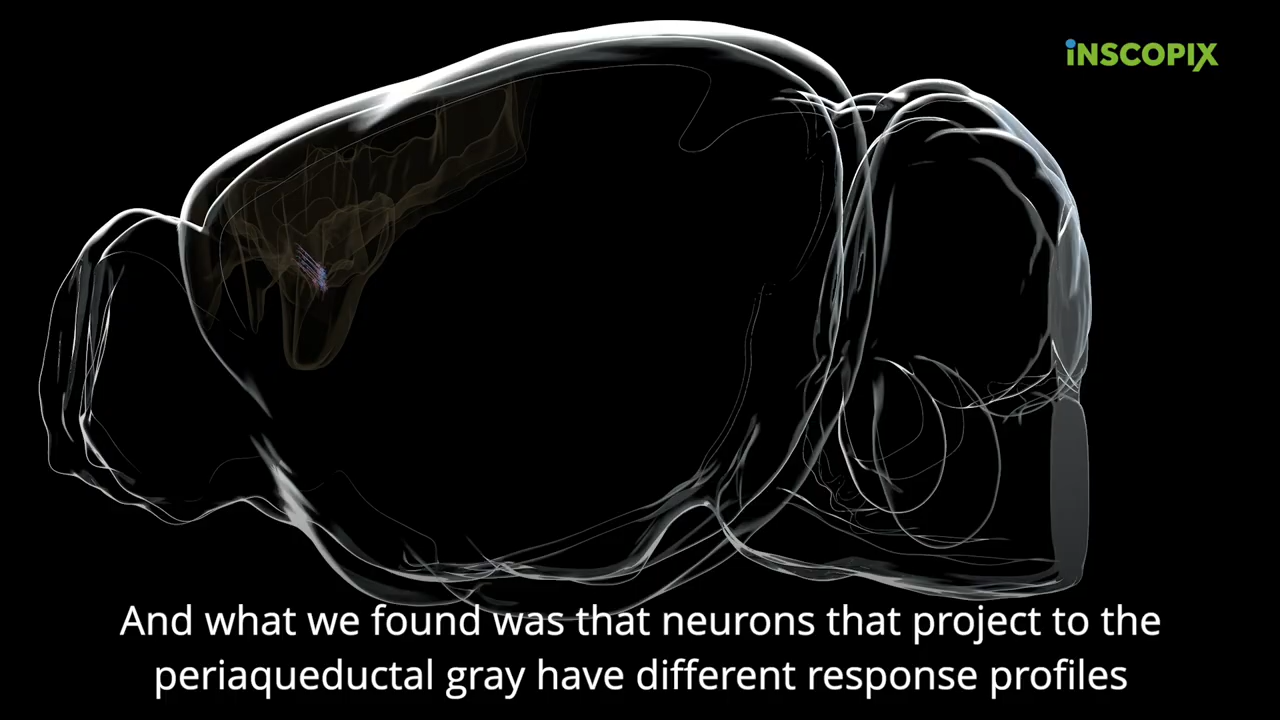 iNSCOPIX
And what we found was that neurons that project to the
periaqueductal gray have different response profiles